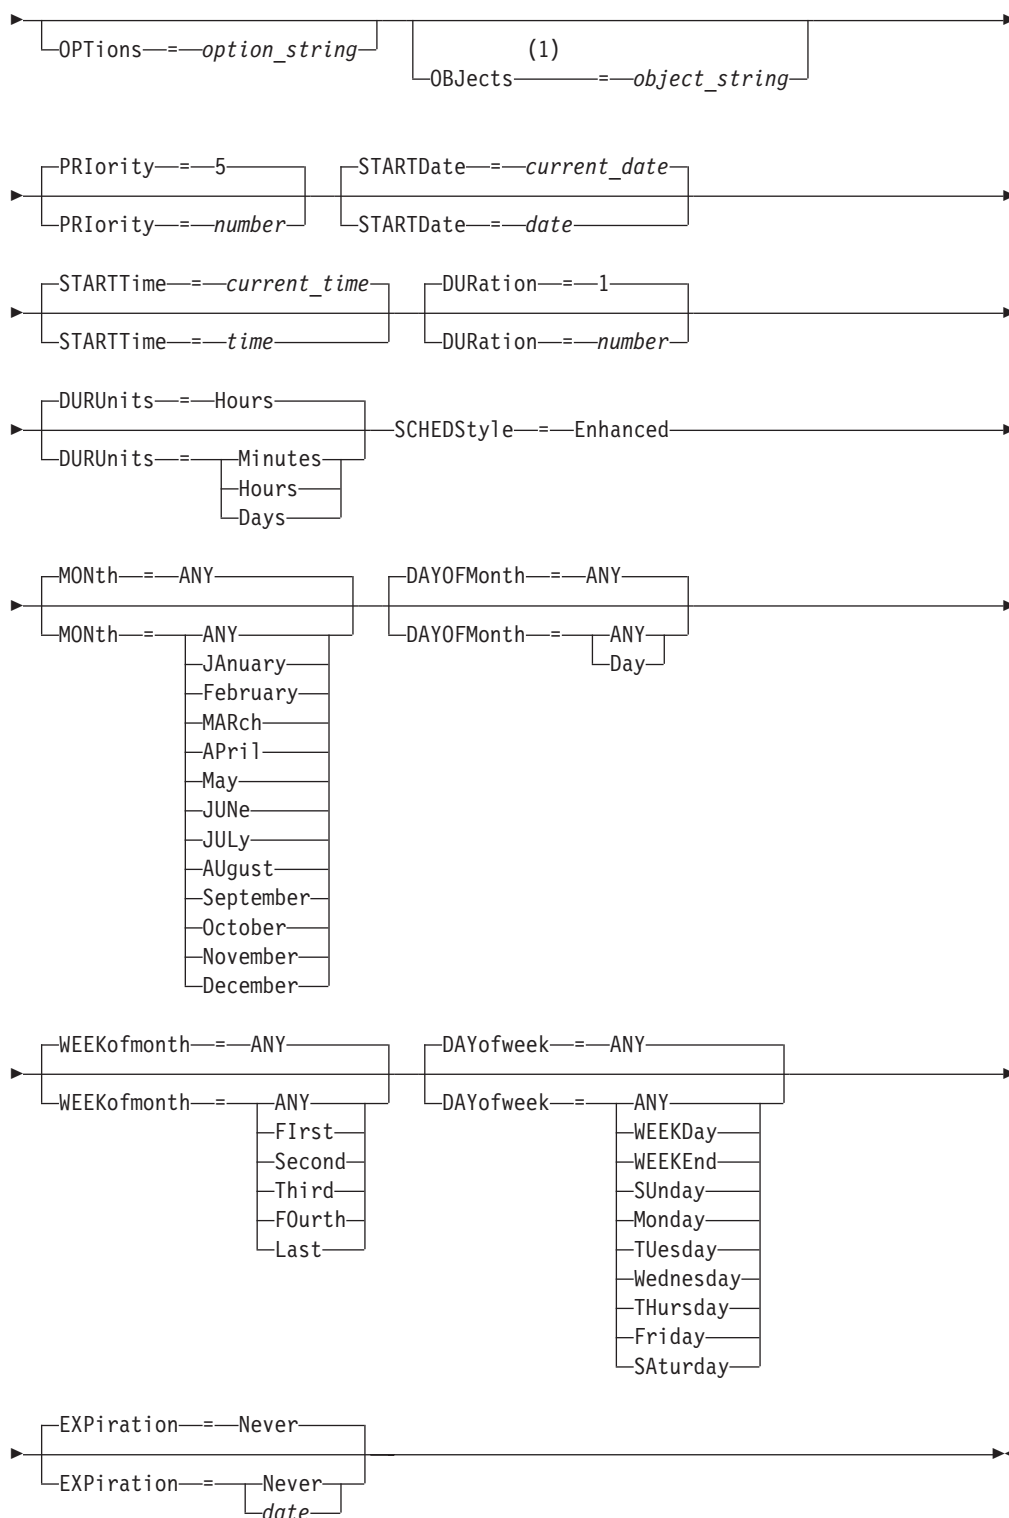 OPTions = option_string
(1)
OBJects = object_string
PRIority = 5 STARTDate = current_date
PRIority = number STARTDate = date
STARTTime = current_time DURation = 1
STARTTime = time DURation = number
DURUnits = Hours
SCHEDStyle = Enhanced
DURUnits = Minutes
Hours
Days
MONth = ANY DAYOFMonth = ANY
MONth = ANY DAYOFMonth = ANY
JAnuary Day
February
MARch
APril
May
JUNe
JULy
AUgust
September
October
November
December
WEEKofmonth = ANY DAYofweek = ANY
WEEKofmonth = ANY DAYofweek = ANY
FIrst WEEKDay
Second WEEKEnd
Third SUnday
FOurth Monday
Last TUesday
Wednesday
THursday
Friday
SAturday
EXPiration = Never
EXPiration = Never
date